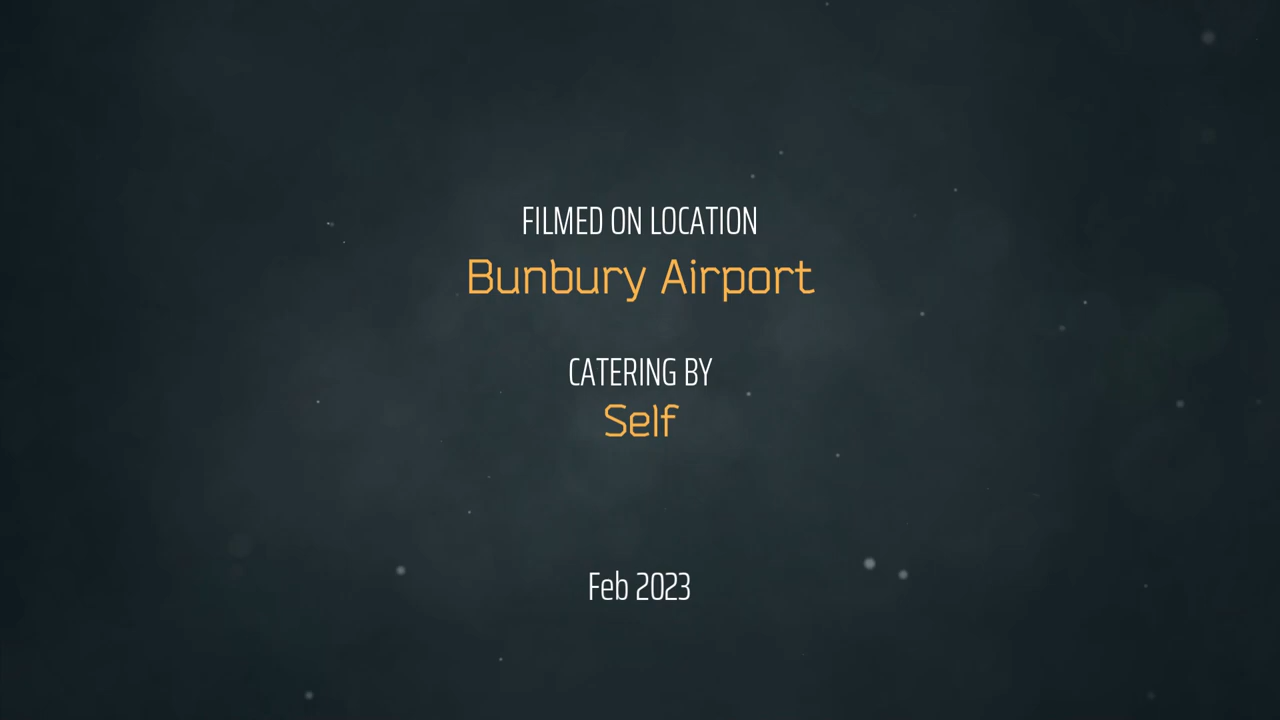 FILMED ON LOCATION
Bunbury Airport
CATERING BY
Self
Feb 2023